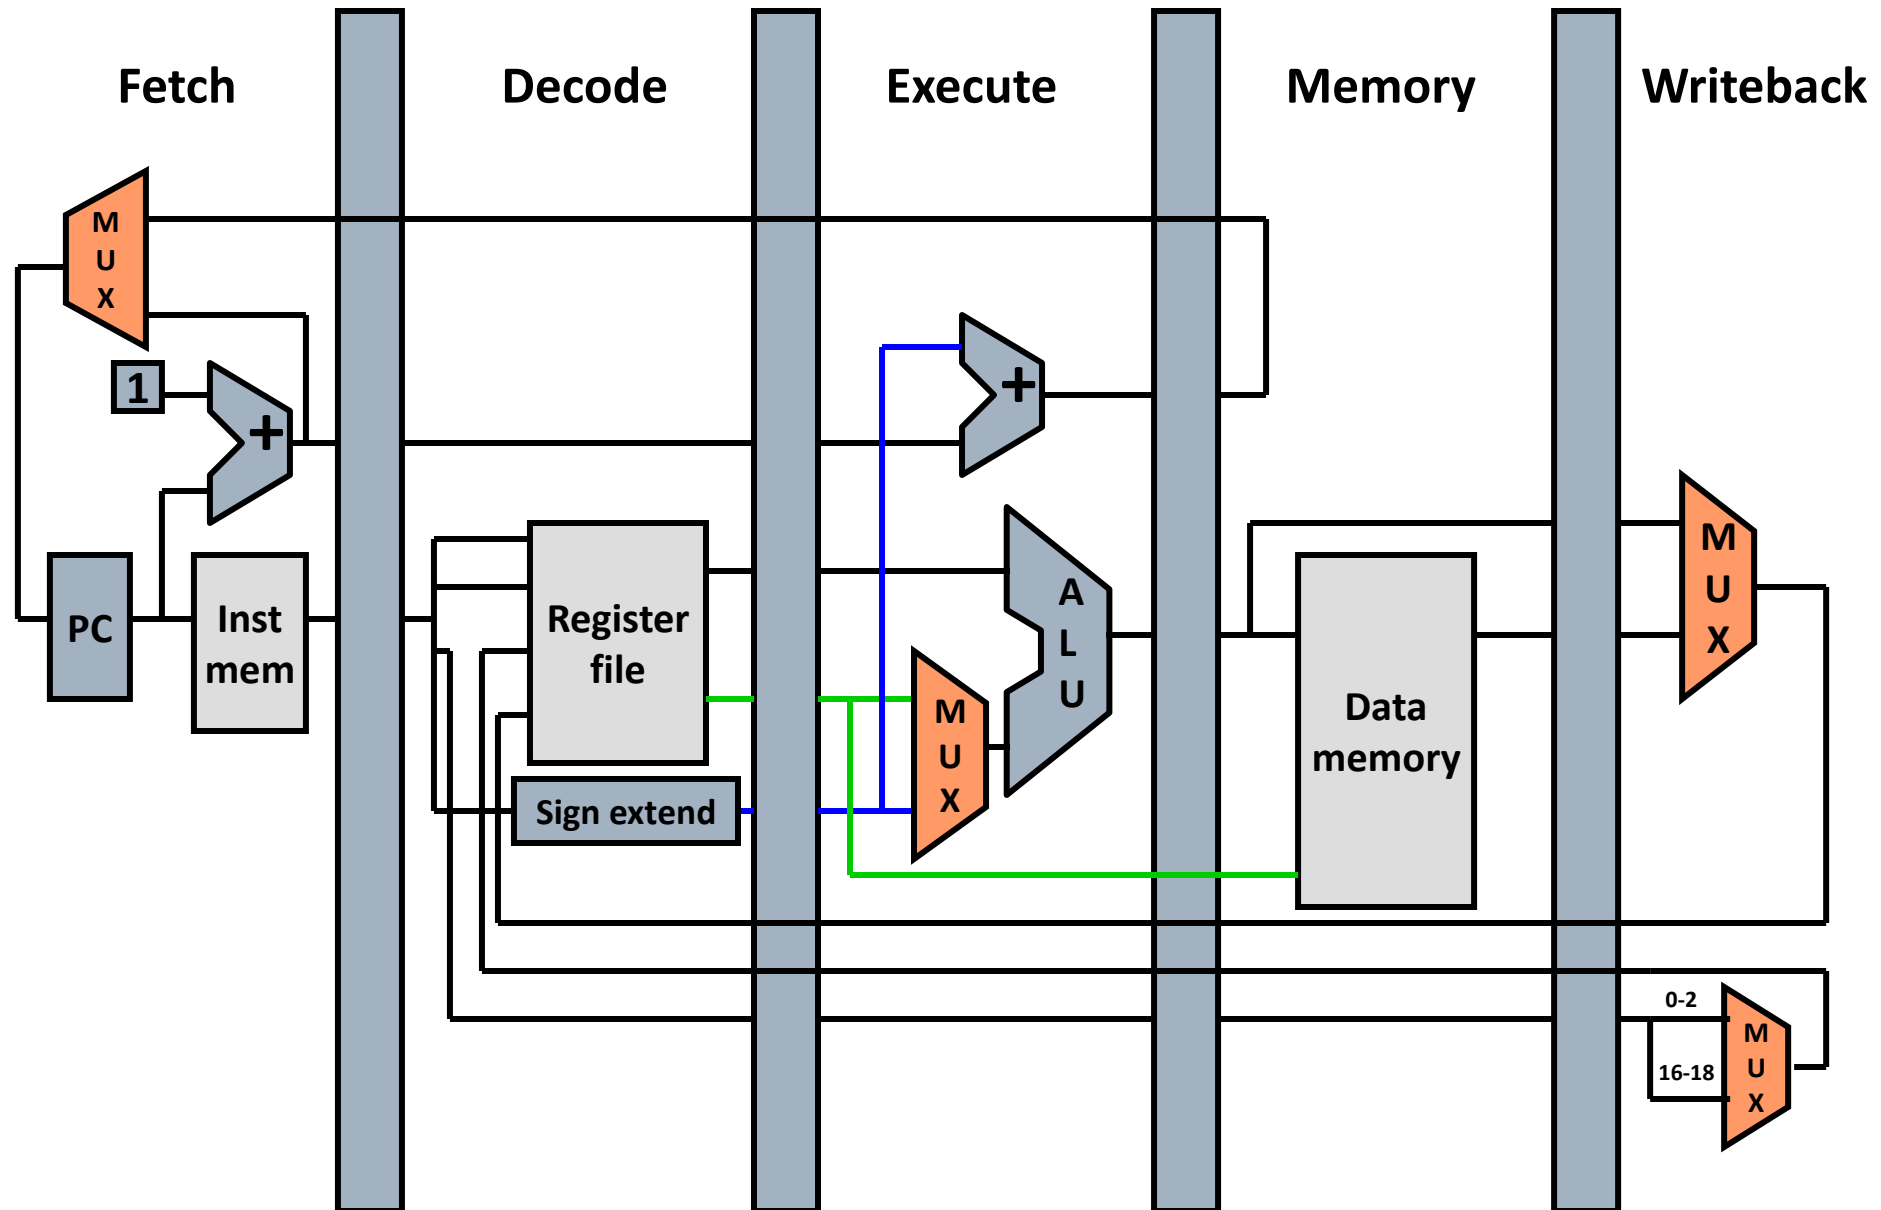 Fetch
Decode
Execute
Memory
Writeback
M
U
X
1
+
+
PC
Inst
mem
Register
file
Sign extend
M
U
X
A
L
U
Data
memory
M
U
X
0-2
16-18
M
U
X